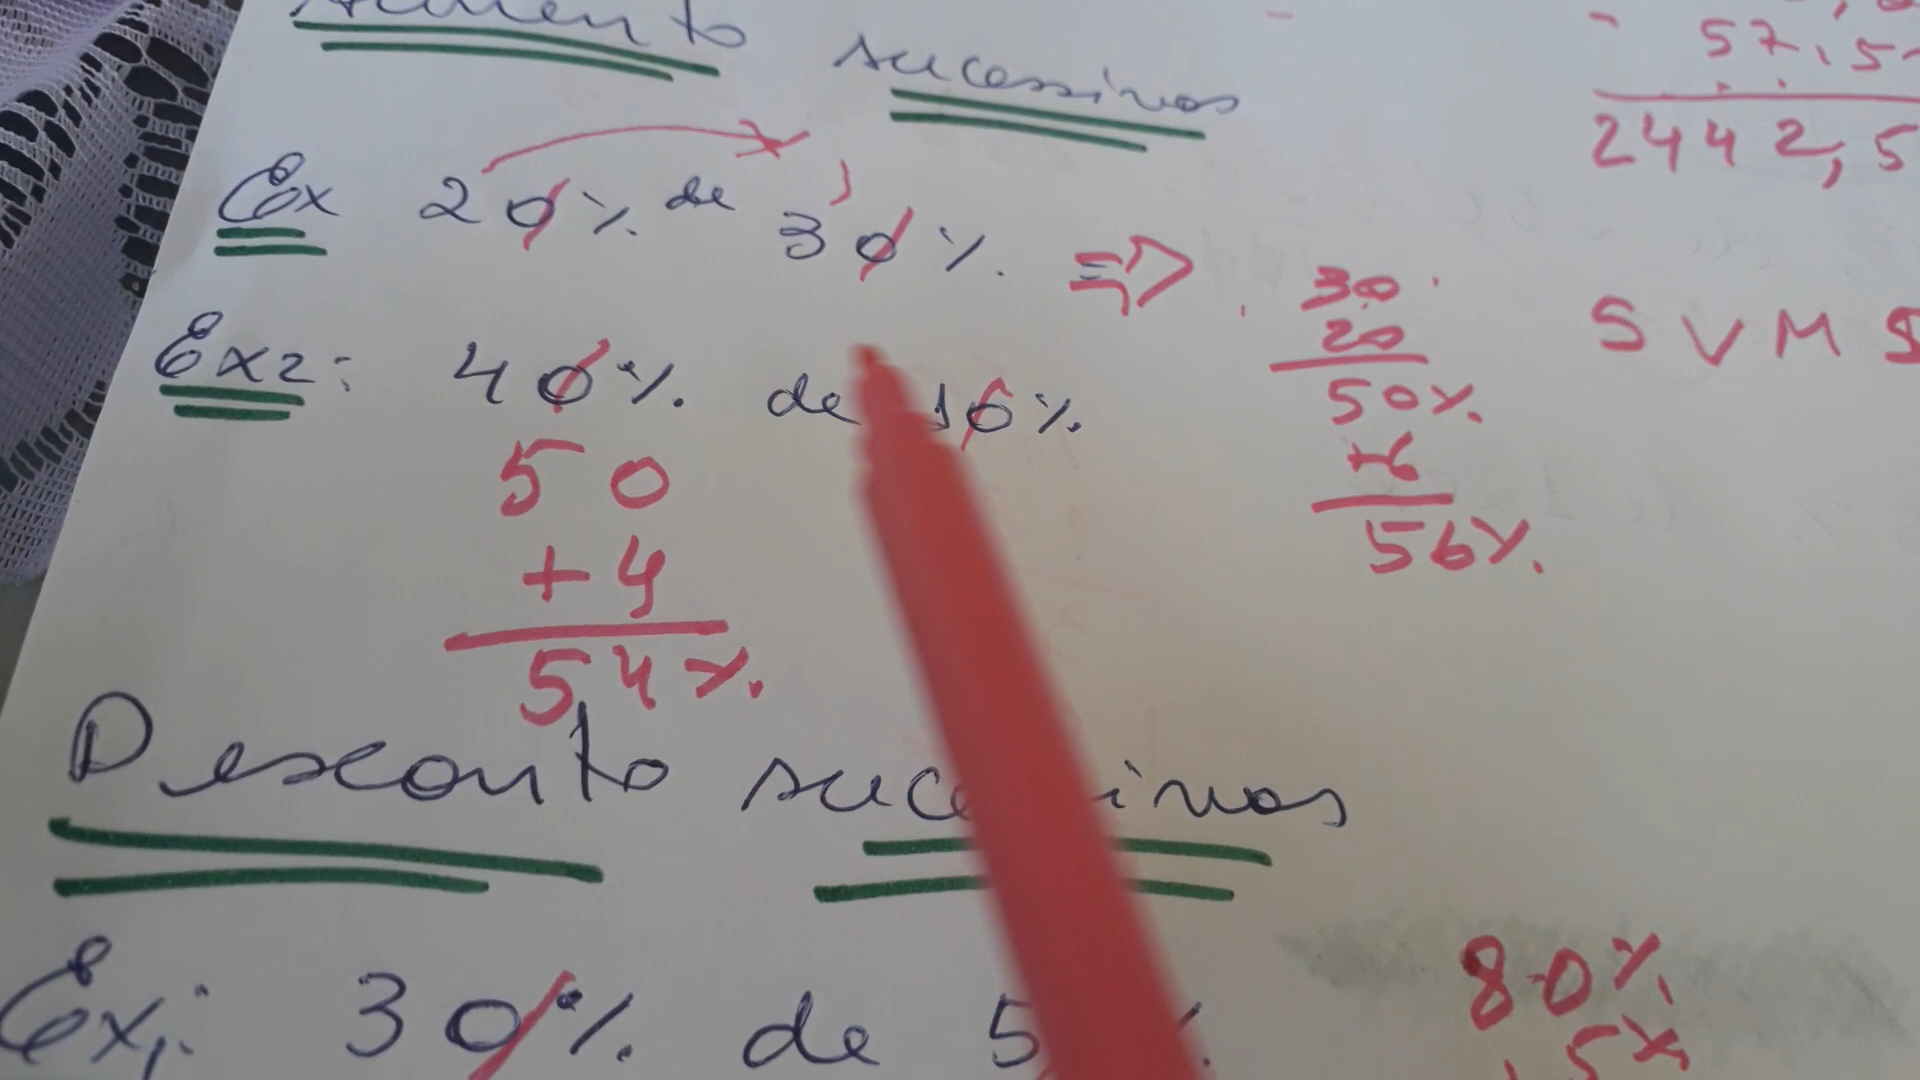 Aumento sucessivos
57,5
2442,5
Ex 20% de 30% ⇒ 30
20
50%
+6
56%
S V M S
Ex2: 40% de 10%
50
+4
54%
Desconto sucessivos
Ex1: 30% de 5
80%
5%